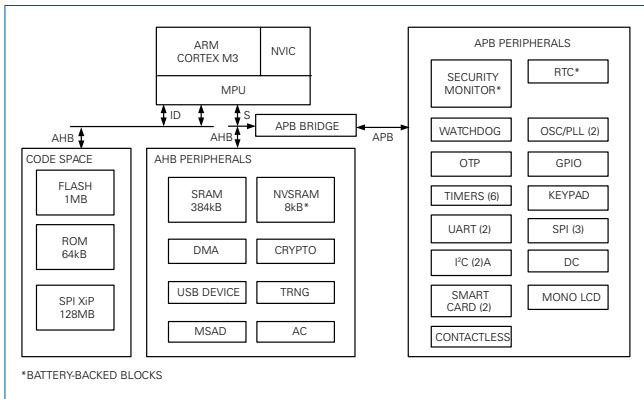 ARM
CORTEX M3
NVIC
MPU
ID
S
APB BRIDGE
AHB
AHB
APB
CODE SPACE
FLASH
1MB
ROM
64kB
SPI XiP
128MB
AHB PERIPHERALS
SRAM
384kB
NVSRAM
8kB*
DMA
CRYPTO
USB DEVICE
TRNG
MSAD
AC
APB PERIPHERALS
SECURITY
MONITOR*
RTC*
WATCHDOG
OSC/PLL (2)
OTP
GPIO
TIMERS (6)
KEYPAD
UART (2)
SPI (3)
I²C (2)A
DC
SMART
CARD (2)
MONO LCD
CONTACTLESS
*BATTERY-BACKED BLOCKS